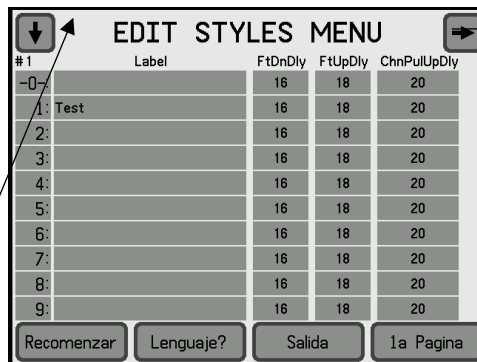 EDIT STYLES MENU
#1 Label FtDnDly FtUpDly ChnPulUpDly
-0-: 16 18 20
1: Test 16 18 20
2: 16 18 20
3: 16 18 20
4: 16 18 20
5: 16 18 20
6: 16 18 20
7: 16 18 20
8: 16 18 20
9: 16 18 20
Recomenzar Lenguaje? Salida 1a Pagina